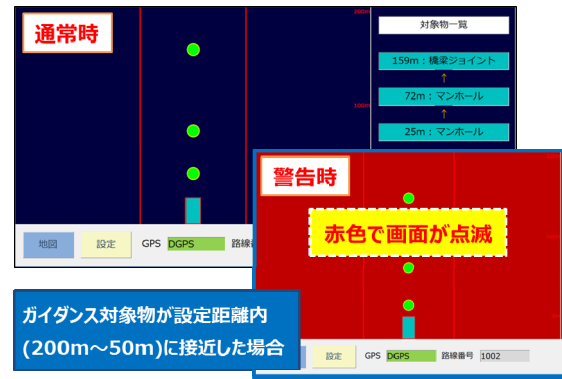 通常時
200m
対象物一覧
159m：橋梁ジョイント
↑
100m
72m：マンホール
↑
25m：マンホール
地図
設定
GPS
DGPS
路線
警告時
赤色で画面が点滅
ガイダンス対象物が設定距離内
(200m～50m)に接近した場合
設定
GPS
DGPS
路線番号
1002